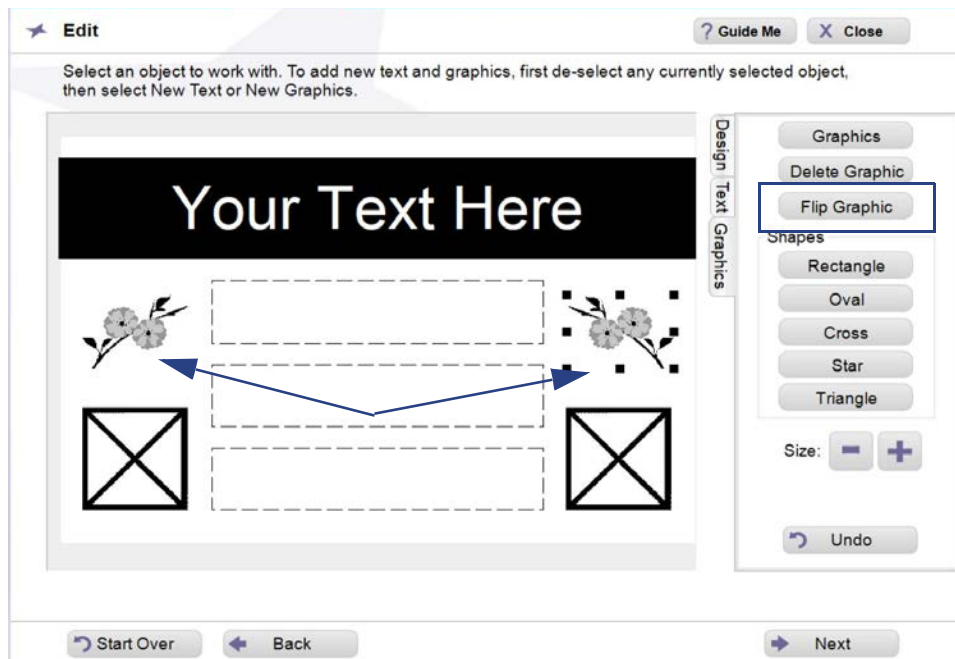 Edit
? Guide Me
X Close
Select an object to work with. To add new text and graphics, first de-select any currently selected object,
then select New Text or New Graphics.
Your Text Here
Design
Text
Graphics
Graphics
Delete Graphic
Flip Graphic
Shapes
Rectangle
Oval
Cross
Star
Triangle
Size:
Undo
Start Over
Back
Next